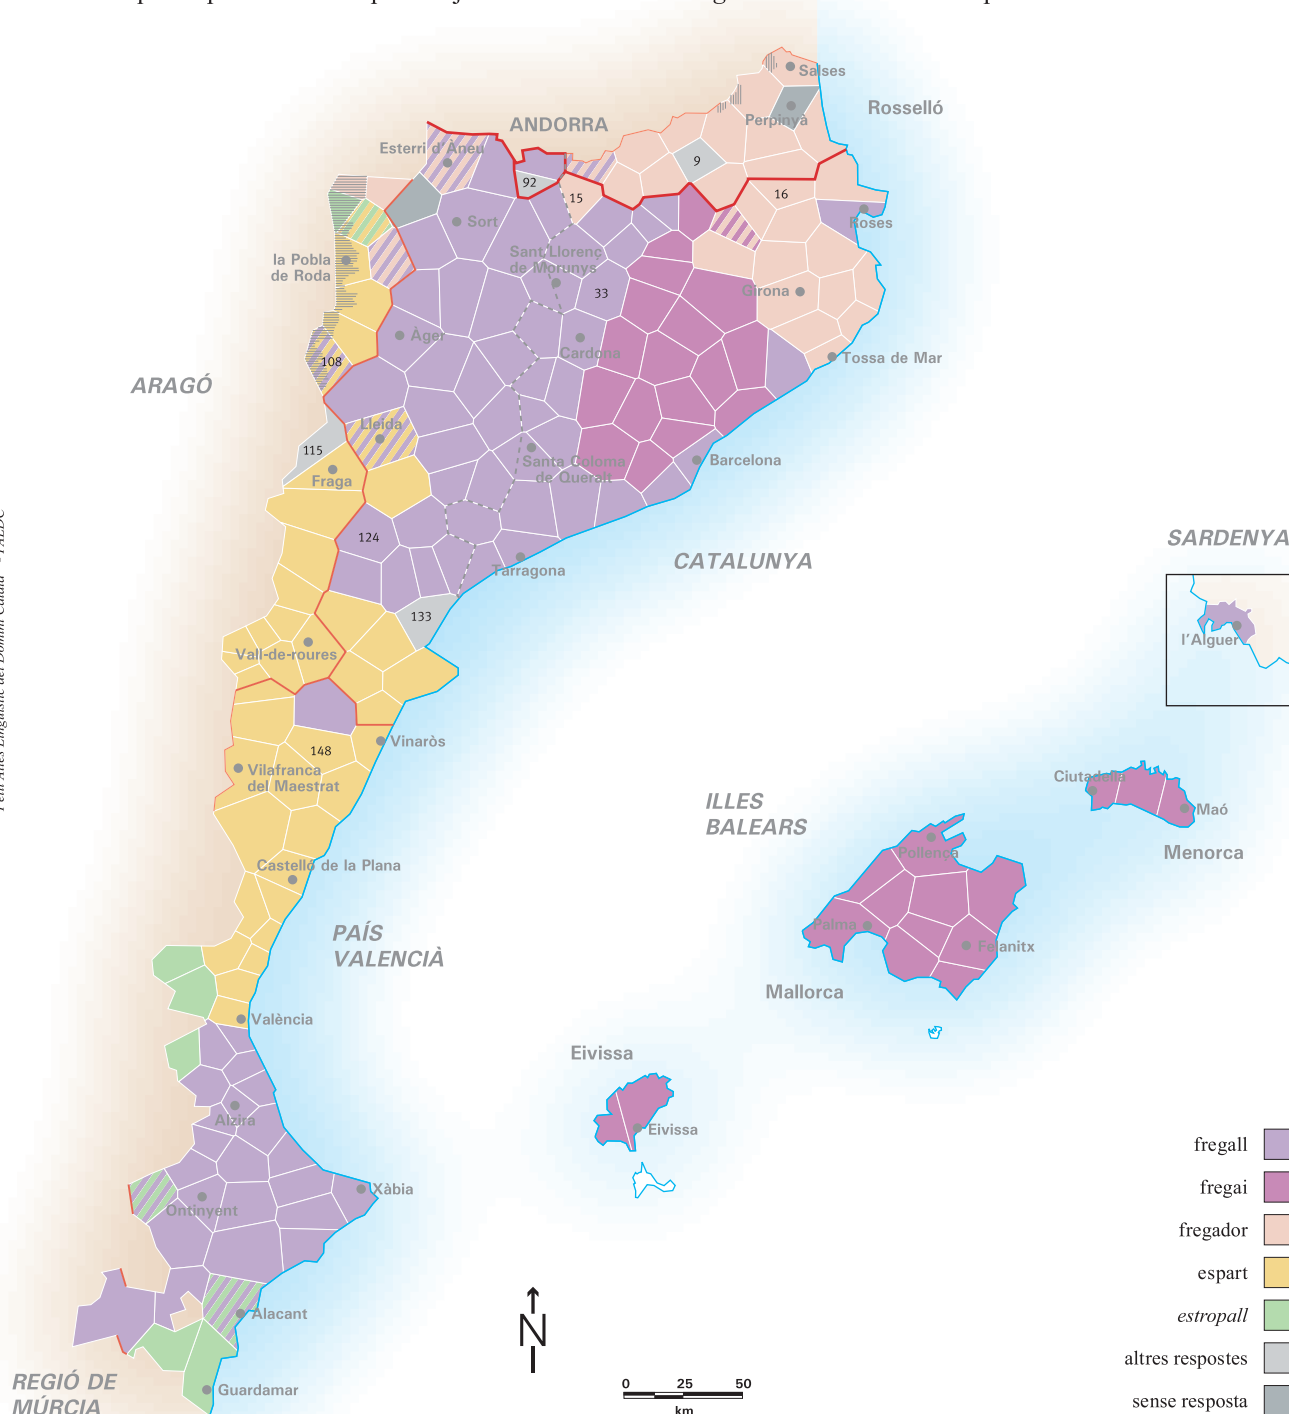 Salses
Rosselló
Perpinyà
ANDORRA
Esterri d'Àneu
9
92
15
16
Sort
Roses
Sant Llorenç
de Morunys
la Pobla
de Roda
33
Girona
Àger
Cardona
108
Tossa de Mar
ARAGÓ
Lleida
115
Fraga
Santa Coloma
de Queralt
Barcelona
124
Tarragona
CATALUNYA
SARDENYA
l'Alguer
133
Vall-de-roures
Vinaròs
148
Vilafranca
del Maestrat
Ciutadella
Maó
Menorca
ILLES
BALEARS
Pollença
Castelló de la Plana
Palma
Felanitx
Mallorca
PAÍS
VALENCIÀ
València
Eivissa
Eivissa
Alzira
Xàbia
Ontinyent
Alacant
Guardamar
REGIÓ DE
MÚRCIA
N
0 25 50
km
fregall
fregai
fregador
espart
estropall
altres respostes
sense resposta